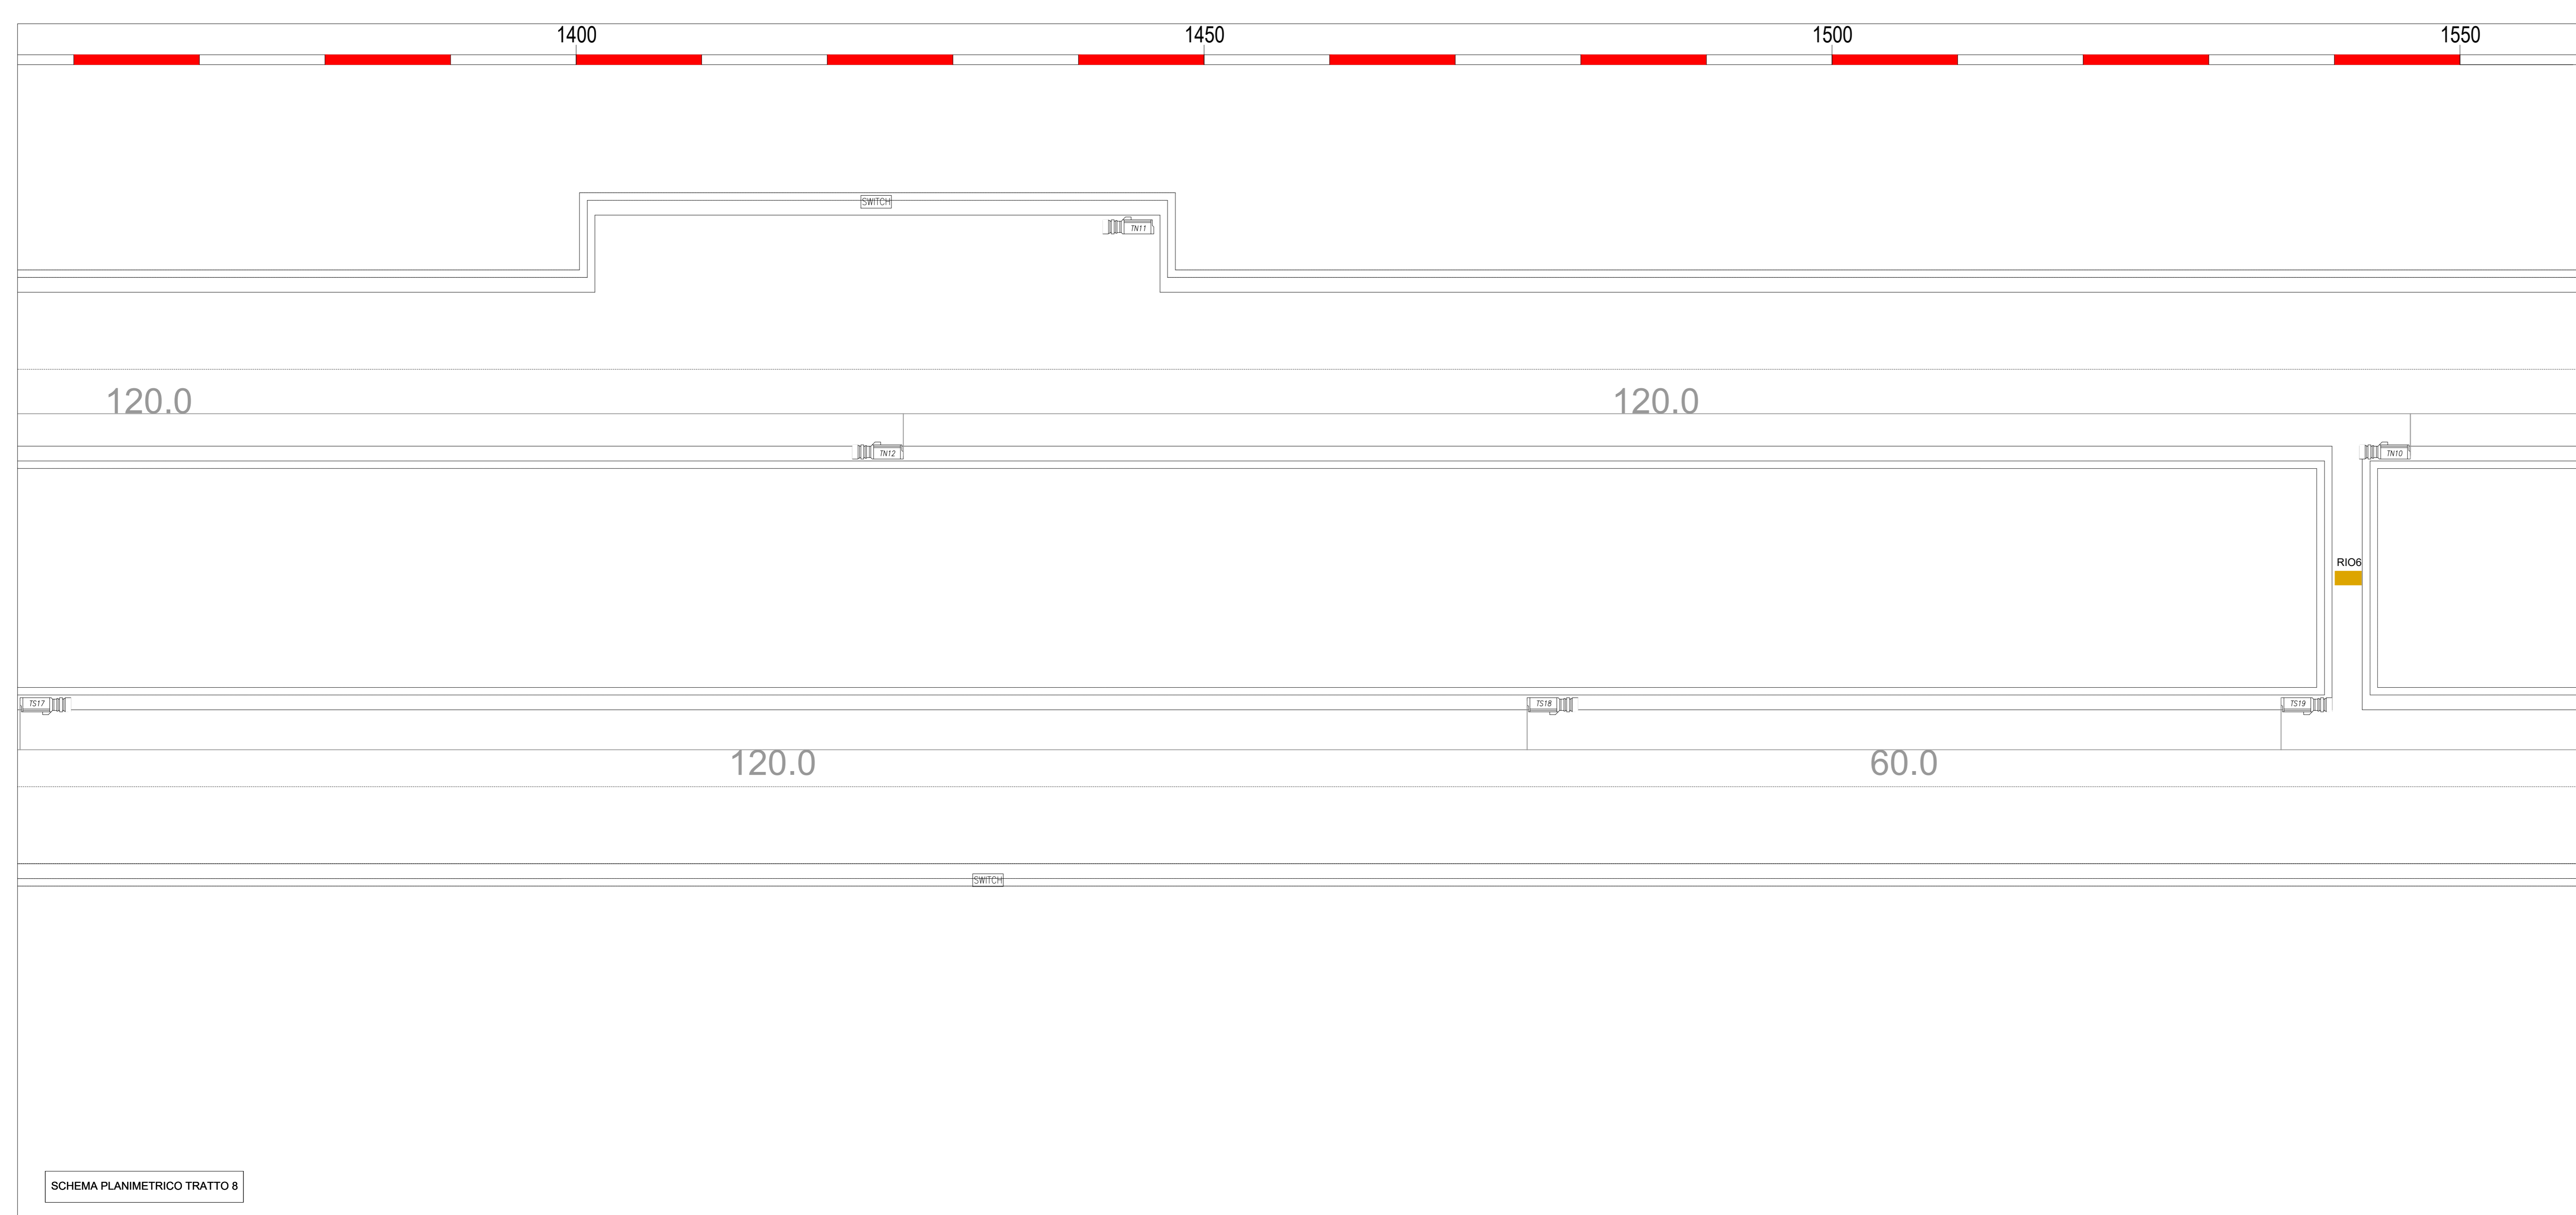 1400 1450 1500 1550
SWITCH
TN11
120.0 120.0
TN12 TN10
RIO6
TS17 TS18 TS19
120.0 60.0
SWITCH
SCHEMA PLANIMETRICO TRATTO 8